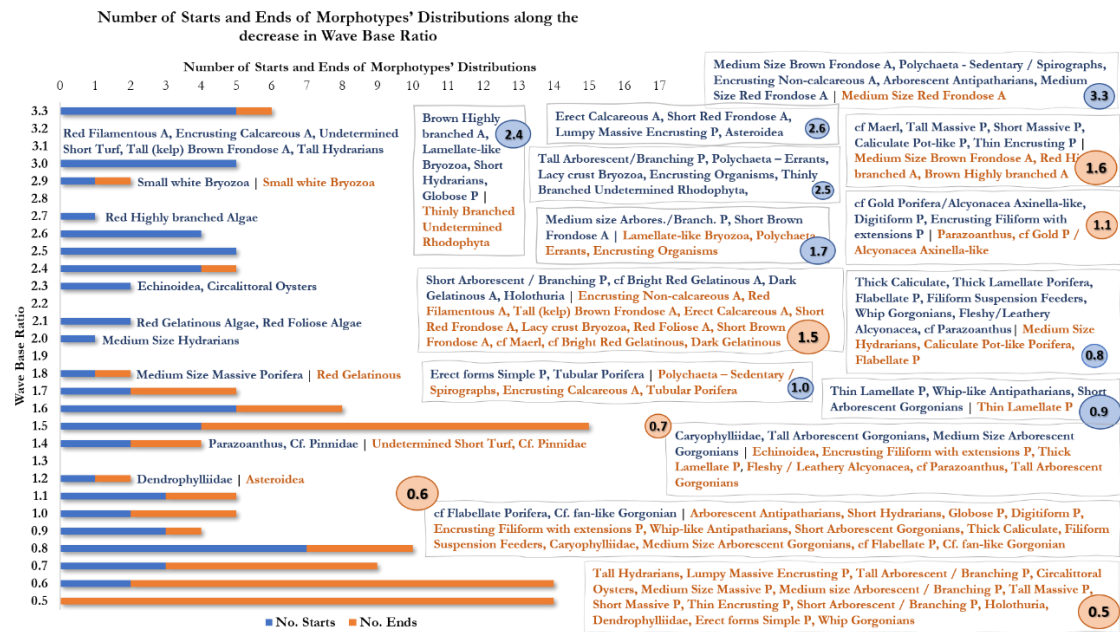 Number of Starts and Ends of Morphotypes' Distributions along the
decrease in Wave Base Ratio
Number of Starts and Ends of Morphotypes' Distributions
0 1 2 3 4 5 6 7 8 9 10 11 12 13 14 15 16 17
Wave Base Ratio
3.3
3.2
Red Filamentous A, Encrusting Calcareous A, Undetermined
Short Turf, Tall (kelp) Brown Frondose A, Tall Hydrarians
3.0
2.9
Small white Bryozoa | Small white Bryozoa
2.7
Red Highly branched Algae
2.6
2.5
2.4
2.3
Echinoidea, Circalittoral Oysters
2.1
Red Gelatinous Algae, Red Foliose Algae
2.0
Medium Size Hydrarians
1.9
1.8
Medium Size Massive Porifera | Red Gelatinous
1.7
1.6
1.5
1.4
Parazoanthus, Cf. Pinnidae | Undetermined Short Turf, Cf. Pinnidae
1.3
1.2
Dendrophylliidae | Asteroidea
1.1
1.0
0.9
0.8
0.7
0.6
0.5
No. Starts No. Ends
Brown Highly
branched A,
Lamellate-like
Bryozoa, Short
Hydrarians,
Globose P |
Thinly Branched
Undetermined
Rhodophyta
2.4
Erect Calcareous A, Short Red Frondose A,
Lumpy Massive Encrusting P, Asteroidea
2.6
Tall Arborescent/Branching P, Polychaeta – Errants,
Lacy crust Bryozoa, Encrusting Organisms, Thinly
Branched Undetermined Rhodophyta,
2.5
Medium size Arbores./Branch. P, Short Brown
Frondose A | Lamellate-like Bryozoa, Polychaeta
Errants, Encrusting Organisms
1.7
Short Arborescent / Branching P, cf Bright Red Gelatinous A, Dark
Gelatinous A, Holothuria | Encrusting Non-calcareous A, Red
Filamentous A, Tall (kelp) Brown Frondose A, Erect Calcareous A, Short
Red Frondose A, Lacy crust Bryozoa, Red Foliose A, Short Brown
Frondose A, cf Maerl, cf Bright Red Gelatinous, Dark Gelatinous
1.5
Erect forms Simple P, Tubular Porifera | Polychaeta – Sedentary /
Spirographs, Encrusting Calcareous A, Tubular Porifera
1.0
Medium Size Brown Frondose A, Polychaeta - Sedentary / Spirographs,
Encrusting Non-calcareous A, Arborescent Antipatharians, Medium
Size Red Frondose A | Medium Size Red Frondose A
3.3
cf Maerl, Tall Massive P, Short Massive P,
Caliculate Pot-like P, Thin Encrusting P |
Medium Size Brown Frondose A, Red
branched A, Brown Highly branched A
1.6
cf Gold Porifera/Alcyonacea Axinella-like,
Digitiform P, Encrusting Filiform with
extensions P | Parazoanthus, cf Gold P /
Alcyonacea Axinella-like
1.1
Thick Caliculate, Thick Lamellate Porifera,
Flabellate P, Filiform Suspension Feeders,
Whip Gorgonians, Fleshy/Leathery
Alcyonacea, cf Parazoanthus| Medium Size
Hydrarians, Caliculate Pot-like Porifera,
Flabellate P
0.8
Thin Lamellate P, Whip-like Antipatharians, Short
Arborescent Gorgonians | Thin Lamellate P
0.9
0.7
Caryophylliidae, Tall Arborescent Gorgonians, Medium Size Arborescent
Gorgonians | Echinoidea, Encrusting Filiform with extensions P, Thick
Lamellate P, Fleshy / Leathery Alcyonacea, cf Parazoanthus, Tall Arborescent
Gorgonians
0.6
cf Flabellate Porifera, Cf. fan-like Gorgonian | Arborescent Antipatharians, Short Hydrarians, Globose P, Digitiform P,
Encrusting Filiform with extensions P, Whip-like Antipatharians, Short Arborescent Gorgonians, Thick Caliculate, Filiform
Suspension Feeders, Caryophylliidae, Medium Size Arborescent Gorgonians, cf Flabellate P, Cf. fan-like Gorgonian
Tall Hydrarians, Lumpy Massive Encrusting P, Tall Arborescent / Branching P, Circalittoral
Oysters, Medium Size Massive P, Medium size Arborescent / Branching P, Tall Massive P,
Short Massive P, Thin Encrusting P, Short Arborescent / Branching P, Holothuria,
Dendrophylliidae, Erect forms Simple P, Whip Gorgonians
0.5